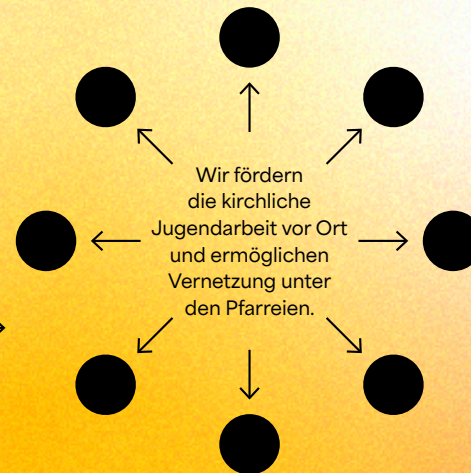 Wir fördern
die kirchliche
Jugendarbeit vor Ort
und ermöglichen
Vernetzung unter
den Pfarreien.